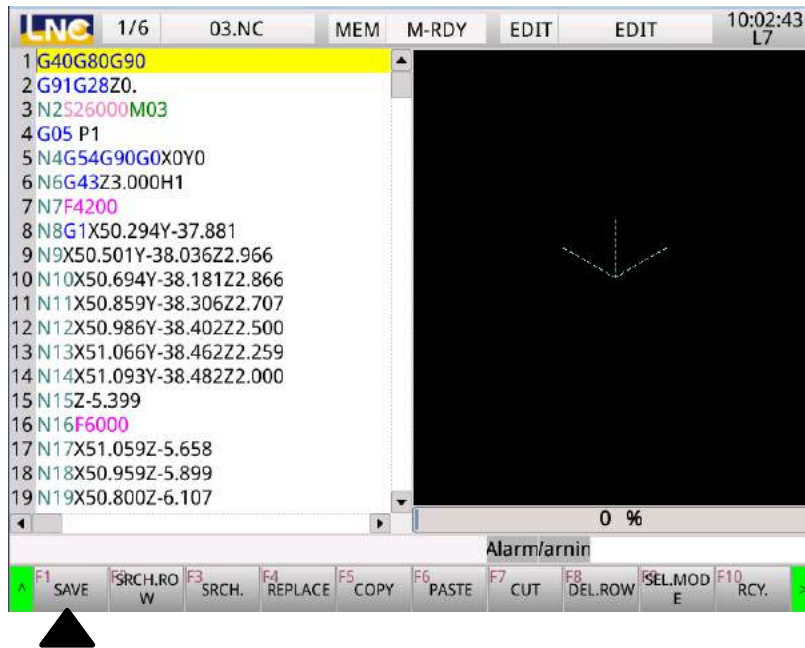 LNC 1/6 03.NC MEM M-RDY EDIT EDIT 10:02:43
L7
1 G40G80G90
2 G91G28Z0.
3 N2S26000M03
4 G05 P1
5 N4G54G90G0X0Y0
6 N6G43Z3.000H1
7 N7F4200
8 N8G1X50.294Y-37.881
9 N9X50.501Y-38.036Z2.966
10 N10X50.694Y-38.181Z2.866
11 N11X50.859Y-38.306Z2.707
12 N12X50.986Y-38.402Z2.500
13 N13X51.066Y-38.462Z2.259
14 N14X51.093Y-38.482Z2.000
15 N15Z-5.399
16 N16F6000
17 N17X51.059Z-5.658
18 N18X50.959Z-5.899
19 N19X50.800Z-6.107
0 %
Alarm/arnin
F1 SAVE F2 SRCH.RO F3 SRCH. F4 REPLACE F5 COPY F6 PASTE F7 CUT F8 DEL.ROW F9 SEL.MOD F10 RCY. >
W E